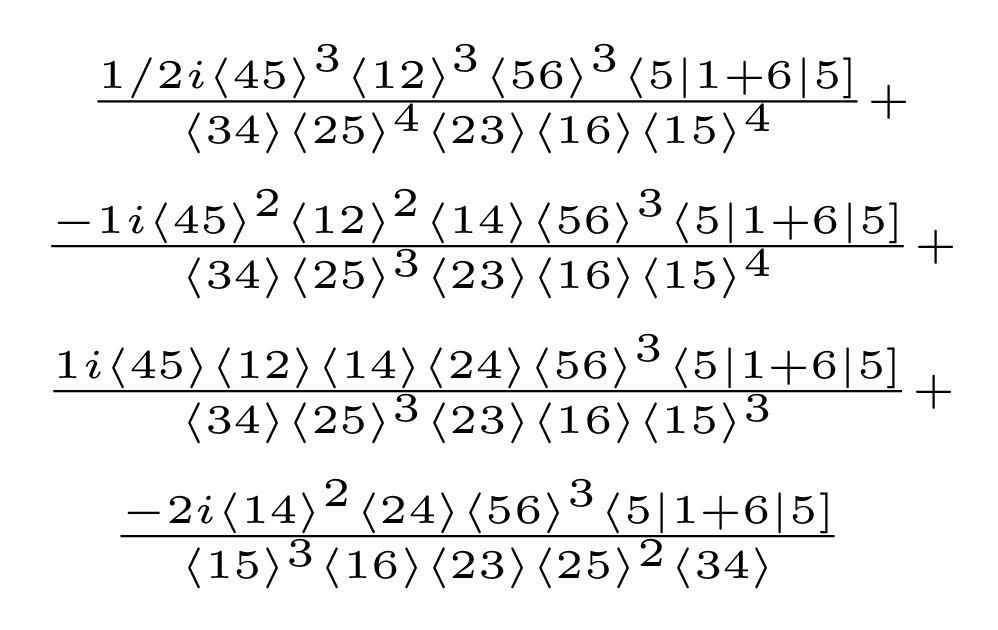 1/2i⟨45⟩^3⟨12⟩^3⟨56⟩^3⟨5|1+6|5]
⟨34⟩⟨25⟩^4⟨23⟩⟨16⟩⟨15⟩^4 +
−1i⟨45⟩^2⟨12⟩^2⟨14⟩⟨56⟩^3⟨5|1+6|5]
⟨34⟩⟨25⟩^3⟨23⟩⟨16⟩⟨15⟩^4 +
1i⟨45⟩⟨12⟩⟨14⟩⟨24⟩⟨56⟩^3⟨5|1+6|5]
⟨34⟩⟨25⟩^3⟨23⟩⟨16⟩⟨15⟩^3 +
−2i⟨14⟩^2⟨24⟩⟨56⟩^3⟨5|1+6|5]
⟨15⟩^3⟨16⟩⟨23⟩⟨25⟩^2⟨34⟩